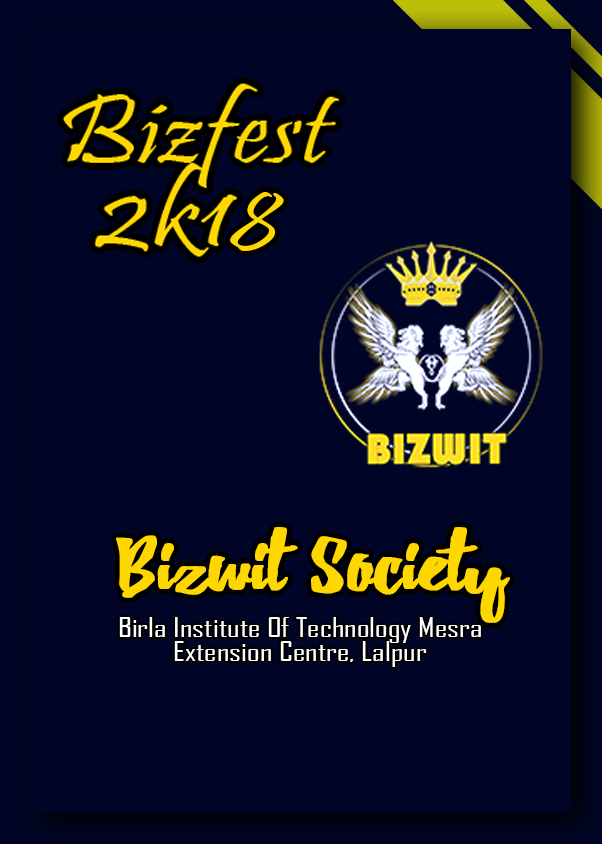 Bizfest
2k18
BIZWIT
Bizwit Society
Birla Institute Of Technology Mesra
Extension Centre, Lalpur